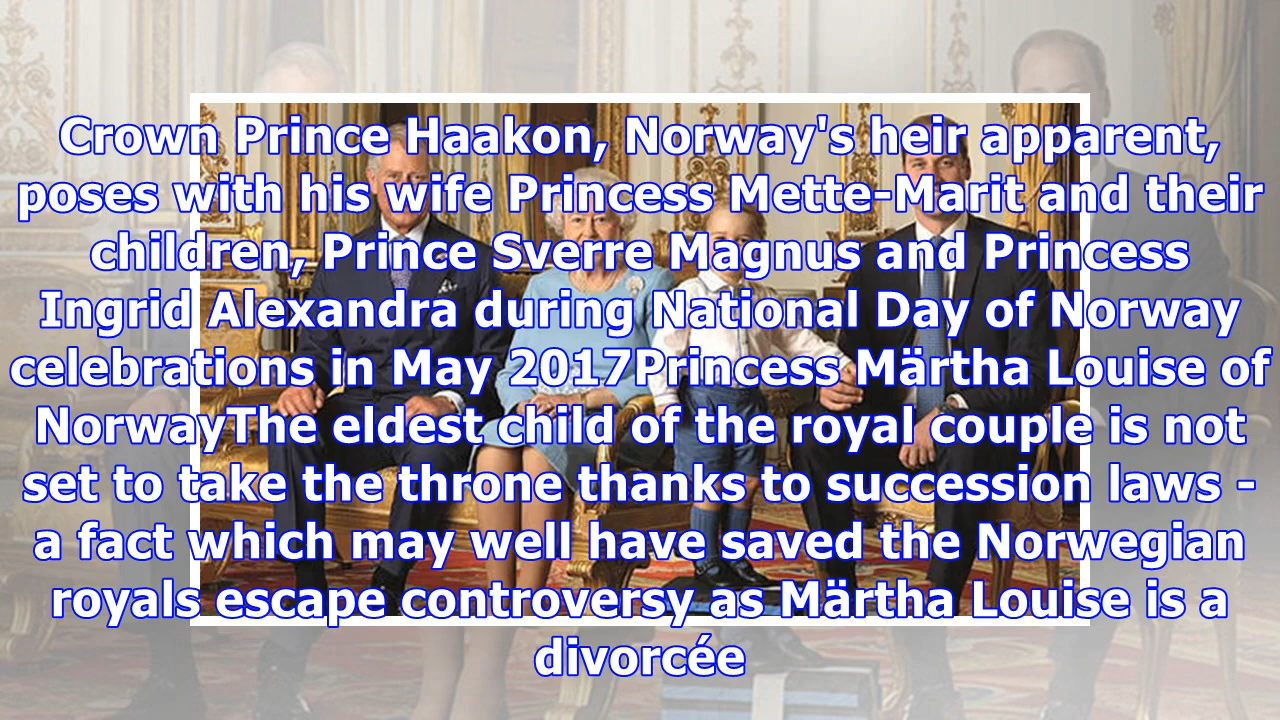 Crown Prince Haakon, Norway's heir apparent,
poses with his wife Princess Mette-Marit and their
children, Prince Sverre Magnus and Princess
Ingrid Alexandra during National Day of Norway
celebrations in May 2017Princess Märtha Louise of
NorwayThe eldest child of the royal couple is not
set to take the throne thanks to succession laws -
a fact which may well have saved the Norwegian
royals escape controversy as Märtha Louise is a
divorcée